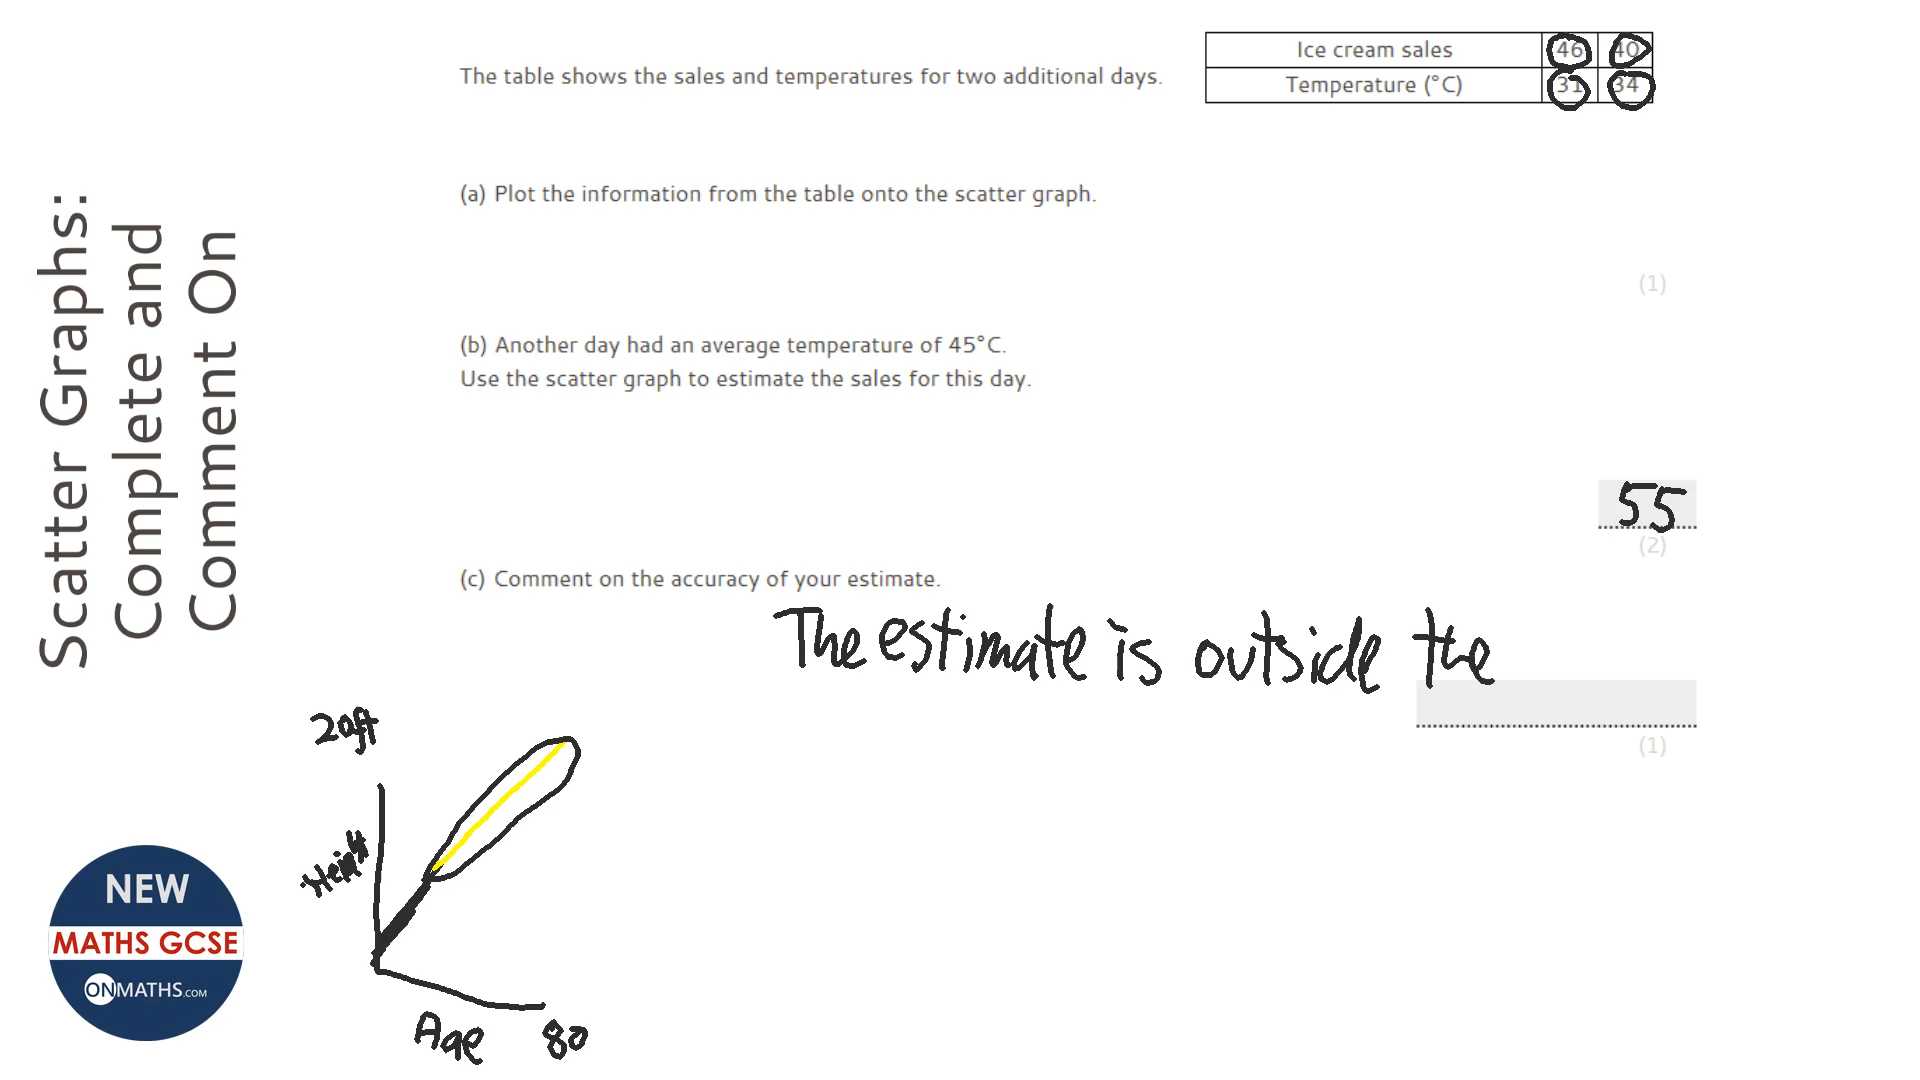 Scatter Graphs:
Complete and
Comment On
The table shows the sales and temperatures for two additional days.
Ice cream sales 46 40
Temperature (°C) 31 34
(a) Plot the information from the table onto the scatter graph.
(1)
(b) Another day had an average temperature of 45°C.
Use the scatter graph to estimate the sales for this day.
55
(2)
(c) Comment on the accuracy of your estimate.
The estimate is outside the
(1)
20ft
Height
Age 80
NEW
MATHS GCSE
ONMATHS.COM